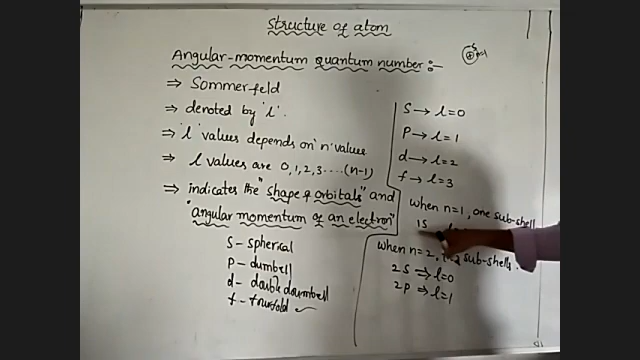 Structure of atom
Angular-momentum quantum number :-
⇒ Sommerfeld
⇒ denoted by 'l'.
⇒ 'l' values depends on 'n' values
⇒ l values are 0,1,2,3.....(n-1)
⇒ indicates the "shape of orbitals" and
"angular momentum of an electron"
S - spherical
P - dumbell
d - double dumbell
f - fourfold
S → l=0
P → l=1
d → l=2
f → l=3
when n=1, one sub-shell
1S
when n=2, 2 sub-shells.
2S ⇒ l=0
2P ⇒ l=1